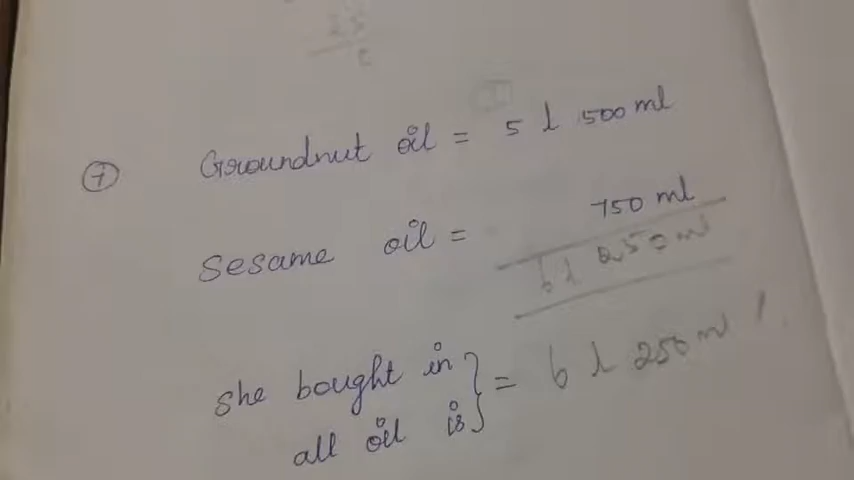 ⑦ Groundnut oil = 5 l 500 ml
Sesame oil = 750 ml
6 l 250 ml
She bought in } = 6 l 250 ml
all oil is